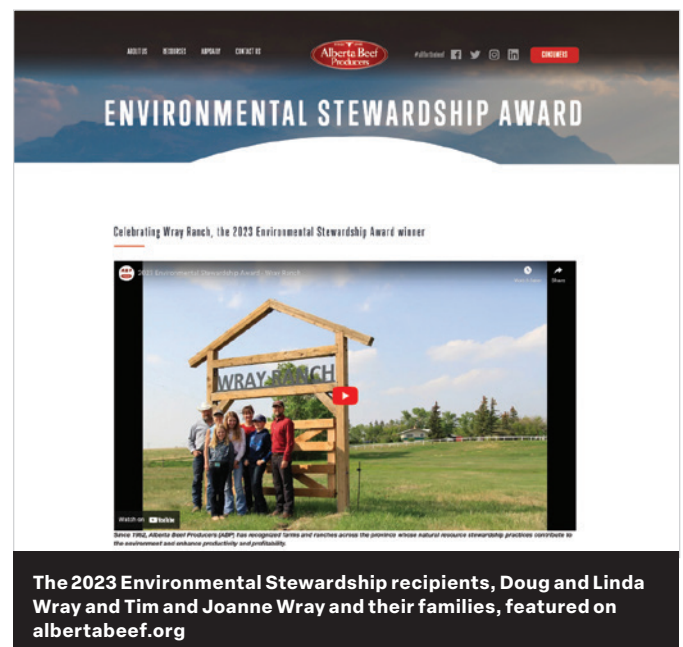 ABOUT US RESOURCES ABPDAILY CONTACT US
Alberta Beef
Producers
#albertabeef
CONSUMERS
ENVIRONMENTAL STEWARDSHIP AWARD
Celebrating Wray Ranch, the 2023 Environmental Stewardship Award winner
2023 Environmental Stewardship Award - Wray Ranch
Watch later Share
WRAY RANCH
Watch on YouTube
Since 1992, Alberta Beef Producers (ABP) has recognized farms and ranches across the province whose natural resource stewardship practices contribute to
the environment and enhance productivity and profitability.
The 2023 Environmental Stewardship recipients, Doug and Linda
Wray and Tim and Joanne Wray and their families, featured on
albertabeef.org